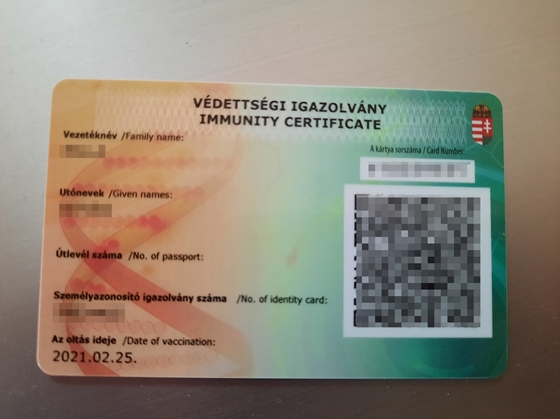 VÉDETTSÉGI IGAZOLVÁNY
IMMUNITY CERTIFICATE
Vezetéknév /Family name:
A kártya sorszáma / Card Number:
Utónevek /Given names:
Útlevél száma /No. of passport:
Személyazonosító igazolvány száma /No. of identity card:
Az oltás ideje /Date of vaccination:
2021.02.25.